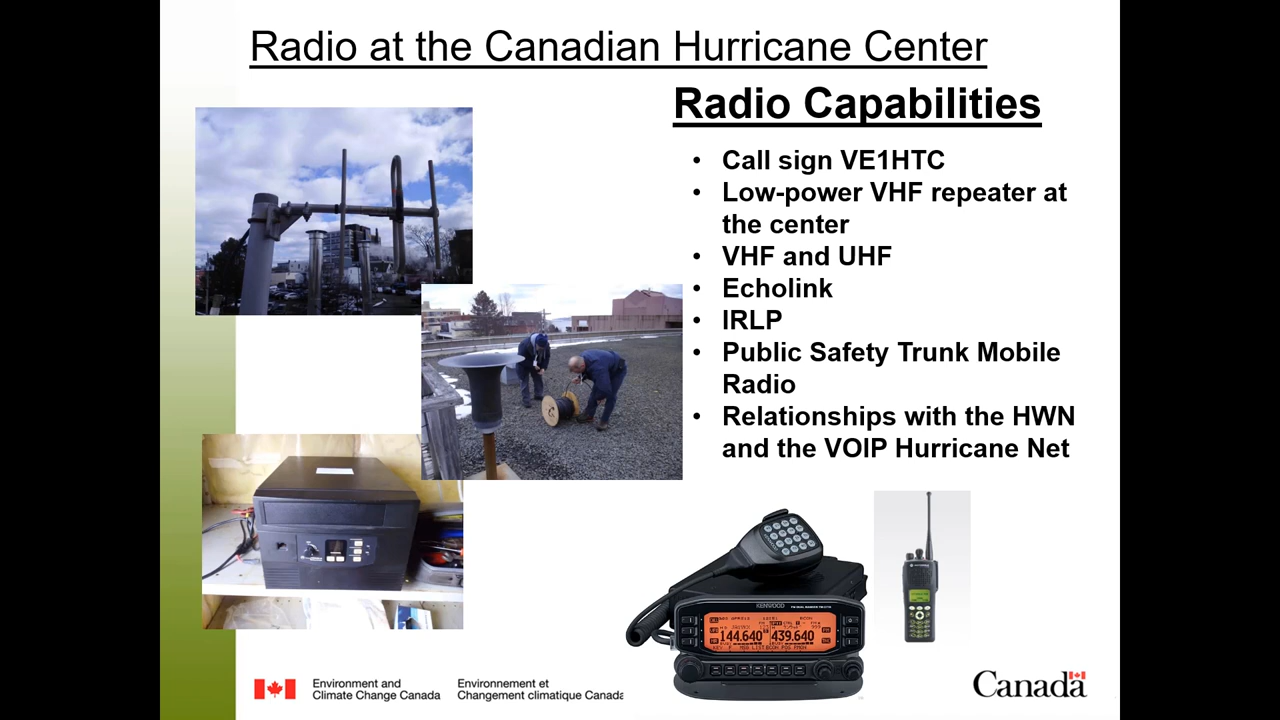 Radio at the Canadian Hurricane Center
Radio Capabilities
• Call sign VE1HTC
• Low-power VHF repeater at
the center
• VHF and UHF
• Echolink
• IRLP
• Public Safety Trunk Mobile
Radio
• Relationships with the HWN
and the VOIP Hurricane Net
KENWOOD
144.640 439.640
Environment and
Climate Change Canada
Environnement et
Changement climatique Canada
Canada